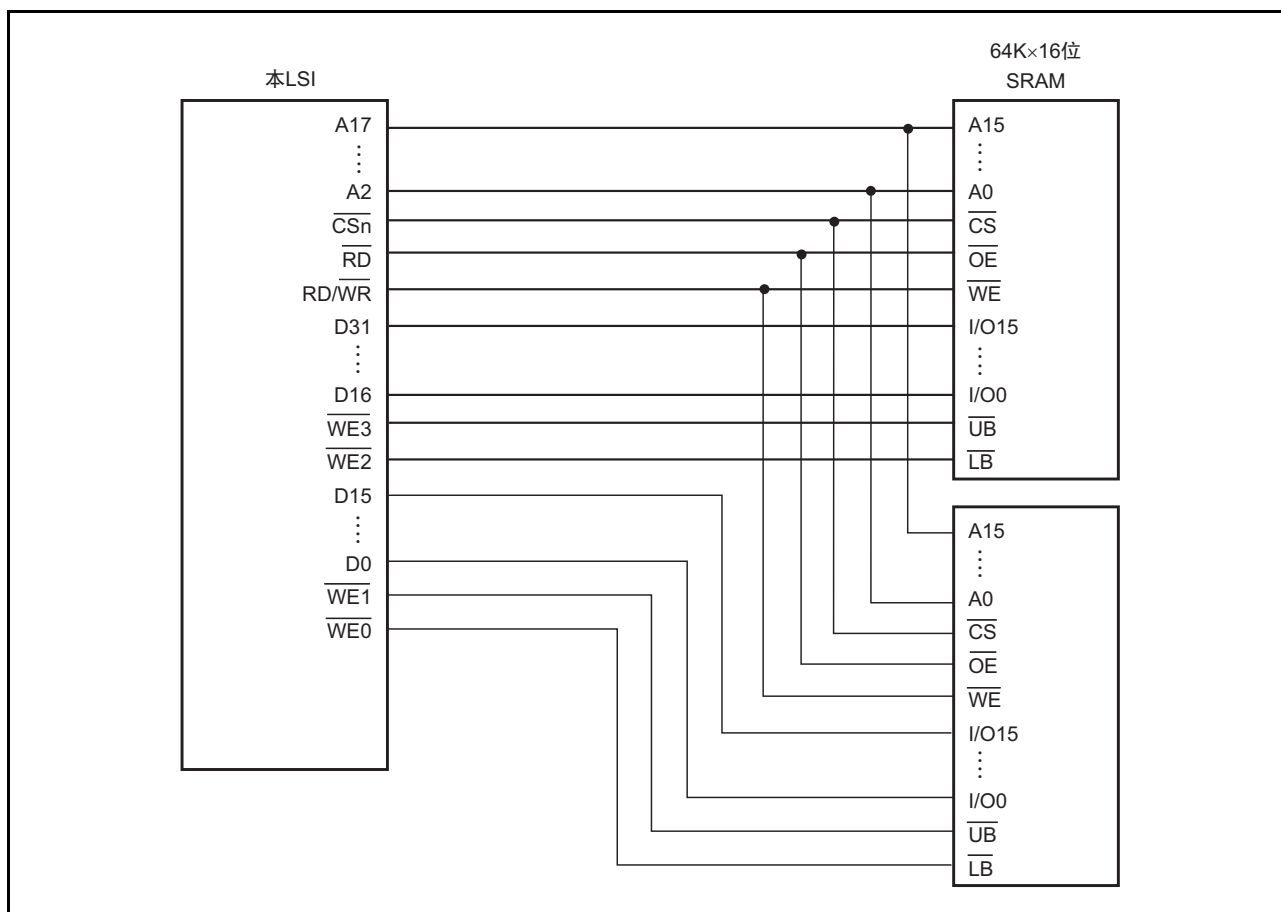 本LSI
A17
A2
CSn
RD
RD/WR
D31
D16
WE3
WE2
D15
D0
WE1
WE0
64K×16位
SRAM
A15
A0
CS
OE
WE
I/O15
I/O0
UB
LB
A15
A0
CS
OE
WE
I/O15
I/O0
UB
LB